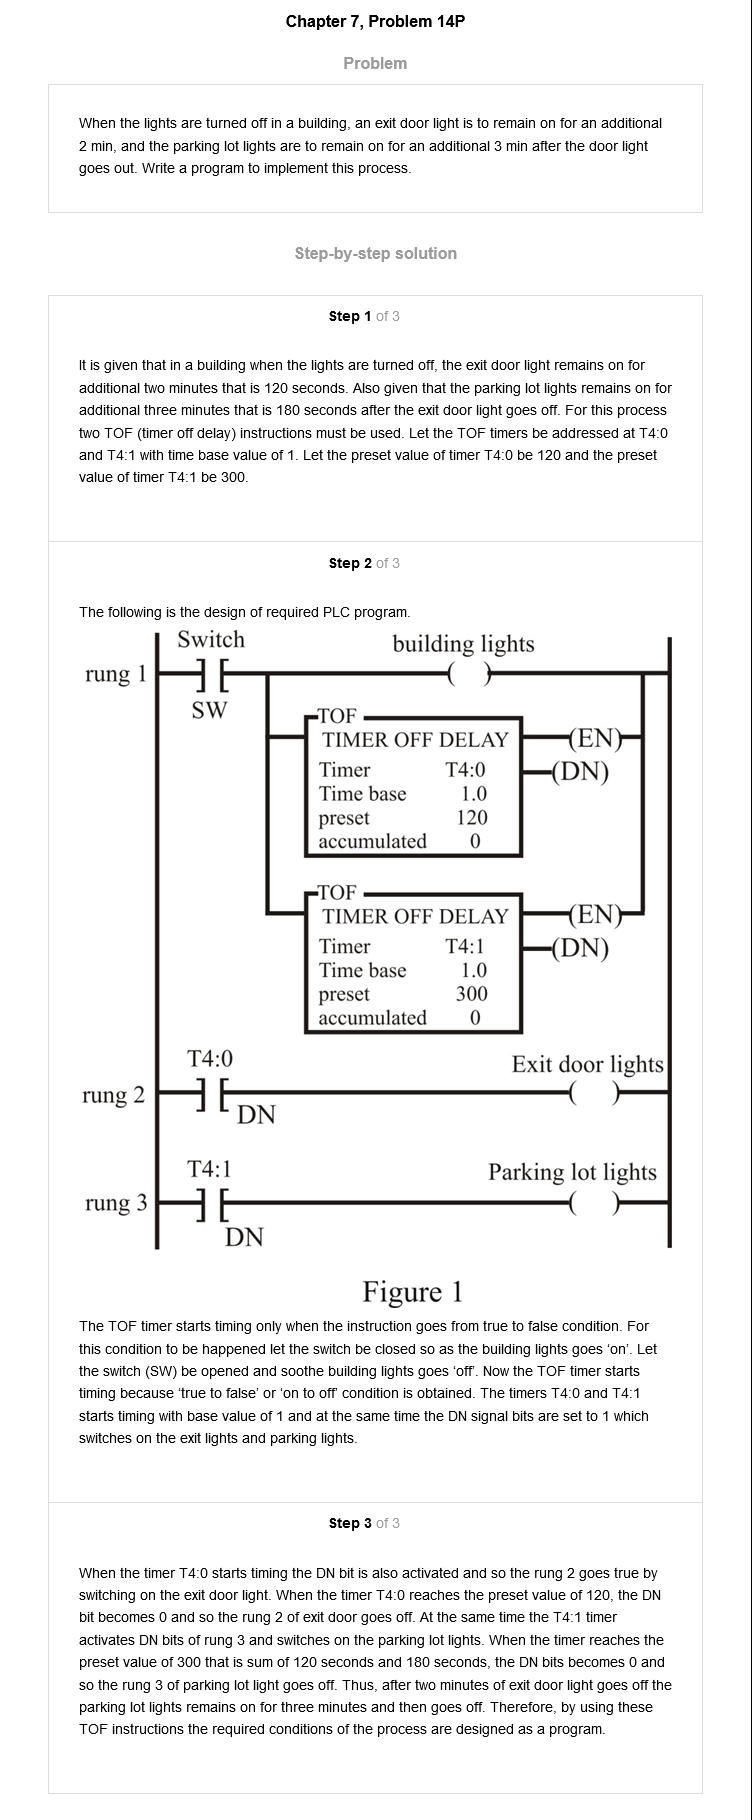 Chapter 7, Problem 14P
Problem
When the lights are turned off in a building, an exit door light is to remain on for an additional
2 min, and the parking lot lights are to remain on for an additional 3 min after the door light
goes out. Write a program to implement this process.
Step-by-step solution
Step 1 of 3
It is given that in a building when the lights are turned off, the exit door light remains on for
additional two minutes that is 120 seconds. Also given that the parking lot lights remains on for
additional three minutes that is 180 seconds after the exit door light goes off. For this process
two TOF (timer off delay) instructions must be used. Let the TOF timers be addressed at T4:0
and T4:1 with time base value of 1. Let the preset value of timer T4:0 be 120 and the preset
value of timer T4:1 be 300.
Step 2 of 3
The following is the design of required PLC program.
Switch building lights
rung 1
SW
TOF
TIMER OFF DELAY (EN)
Timer T4:0 (DN)
Time base 1.0
preset 120
accumulated 0
TOF
TIMER OFF DELAY (EN)
Timer T4:1 (DN)
Time base 1.0
preset 300
accumulated 0
T4:0 Exit door lights
rung 2
DN
T4:1 Parking lot lights
rung 3
DN
Figure 1
The TOF timer starts timing only when the instruction goes from true to false condition. For
this condition to be happened let the switch be closed so as the building lights goes ‘on’. Let
the switch (SW) be opened and soothe building lights goes ‘off’. Now the TOF timer starts
timing because ‘true to false’ or ‘on to off’ condition is obtained. The timers T4:0 and T4:1
starts timing with base value of 1 and at the same time the DN signal bits are set to 1 which
switches on the exit lights and parking lights.
Step 3 of 3
When the timer T4:0 starts timing the DN bit is also activated and so the rung 2 goes true by
switching on the exit door light. When the timer T4:0 reaches the preset value of 120, the DN
bit becomes 0 and so the rung 2 of exit door goes off. At the same time the T4:1 timer
activates DN bits of rung 3 and switches on the parking lot lights. When the timer reaches the
preset value of 300 that is sum of 120 seconds and 180 seconds, the DN bits becomes 0 and
so the rung 3 of parking lot light goes off. Thus, after two minutes of exit door light goes off the
parking lot lights remains on for three minutes and then goes off. Therefore, by using these
TOF instructions the required conditions of the process are designed as a program.